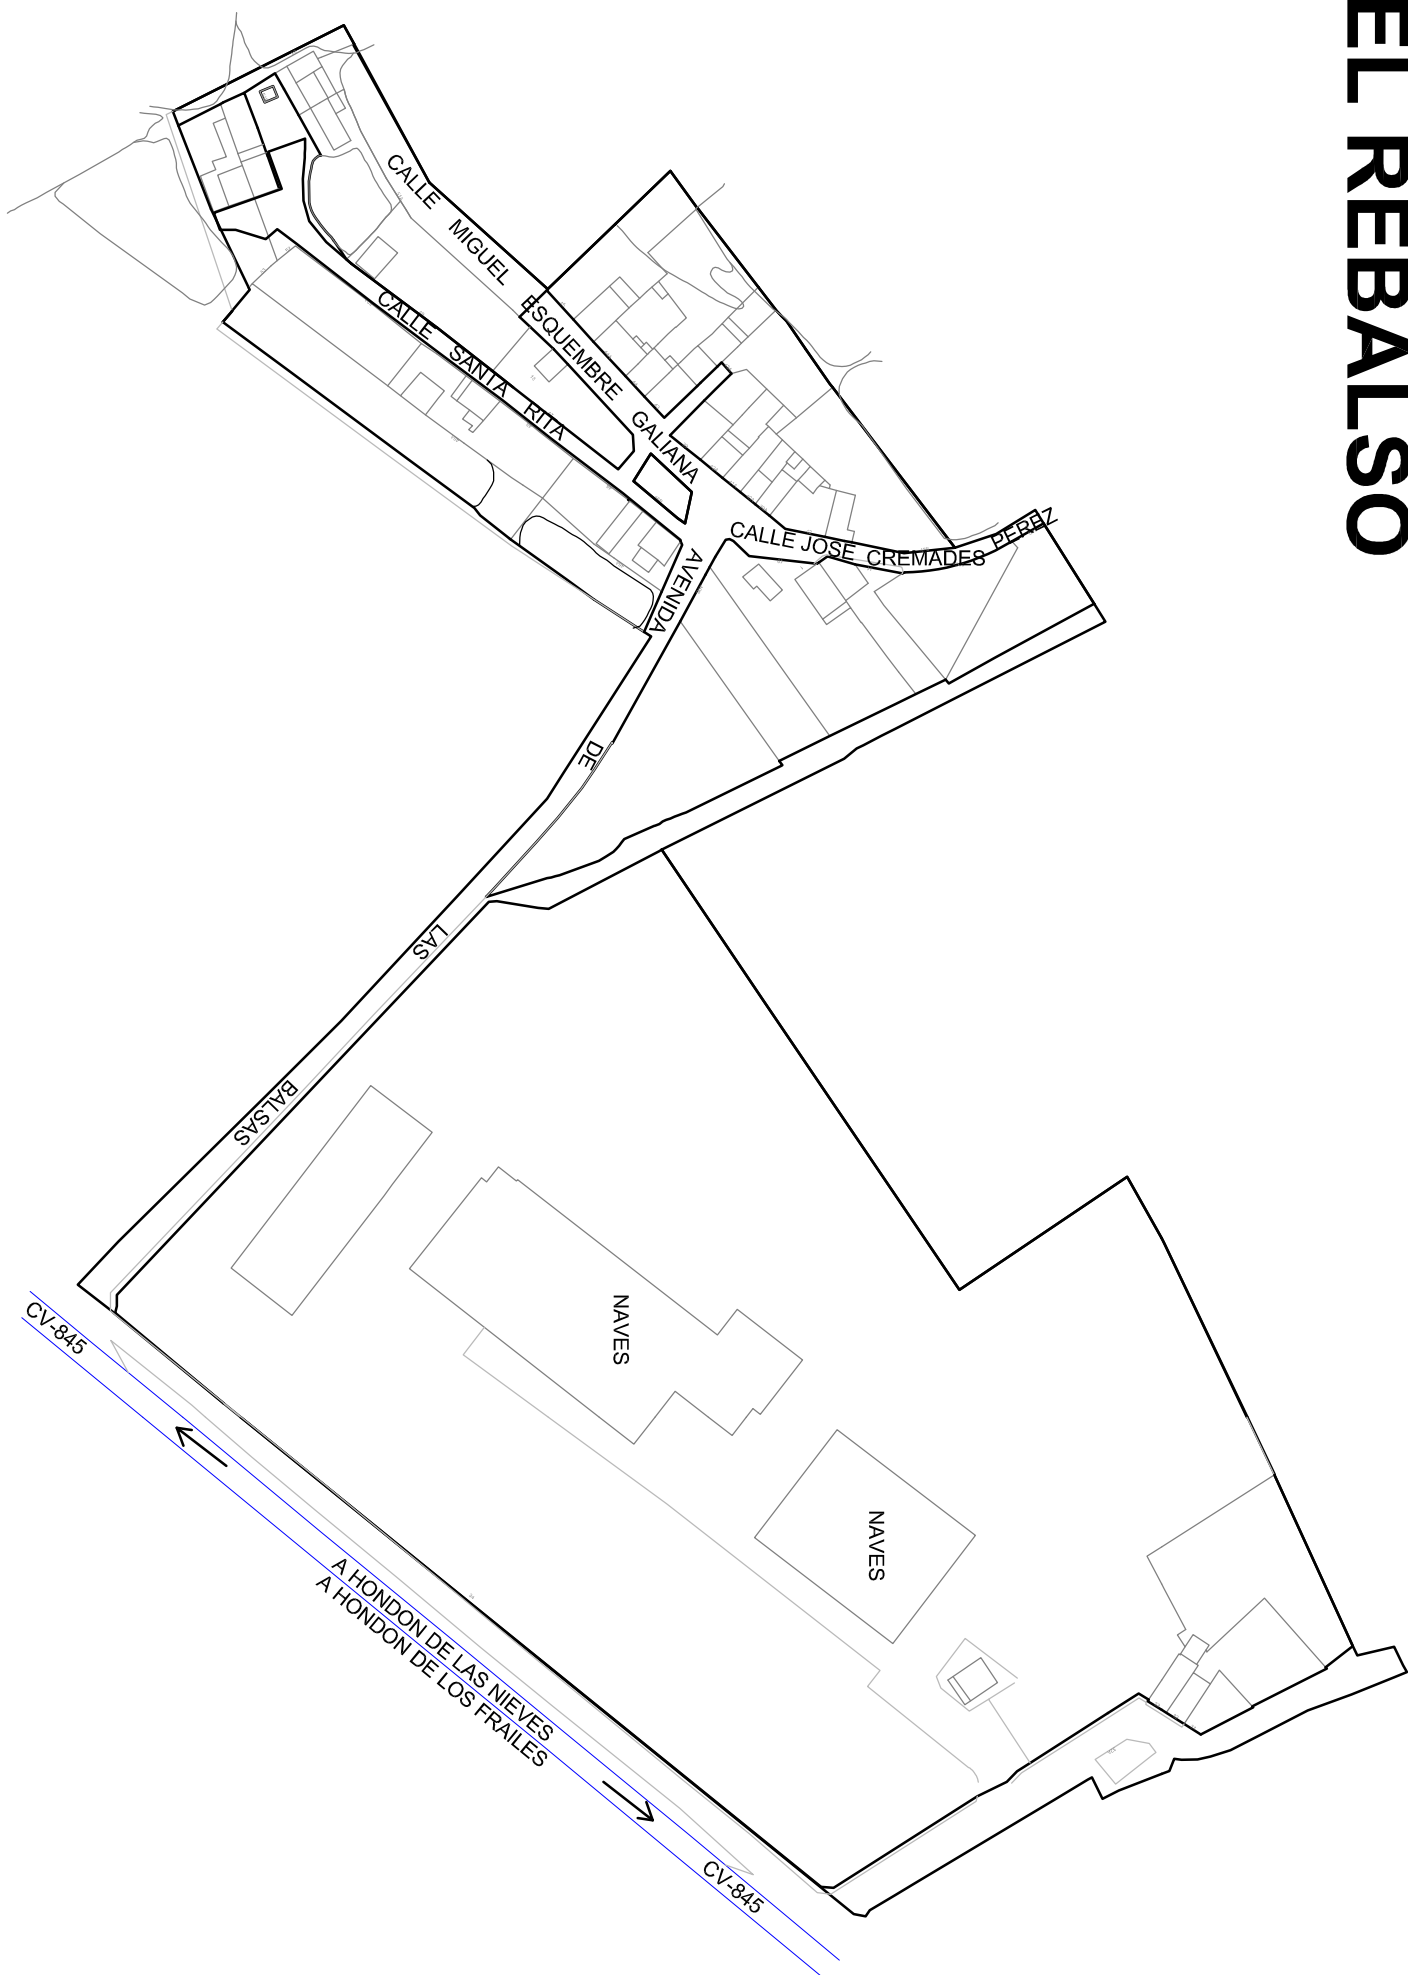 EL REBALSO
CALLE MIGUEL ESQUEMBRE GALIANA
CALLE SANTA RITA
CALLE JOSE CREMADES PEREZ
AVENIDA DE LAS BALSAS
NAVES
NAVES
CV-845
A HONDON DE LAS NIEVES
A HONDON DE LOS FRAILES
CV-845